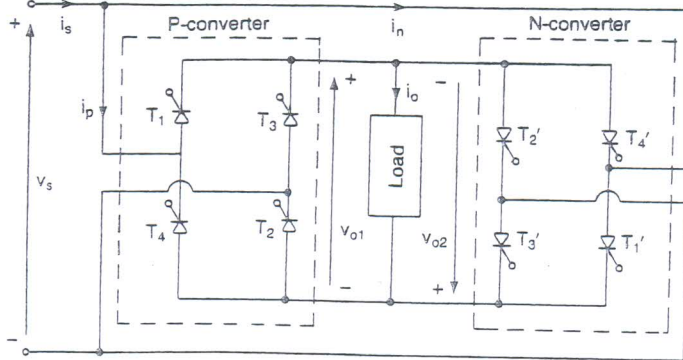 +
i_s
P-converter
i_n
N-converter
i_p
T_1
T_3
+
i_o
-
T_2'
T_4'
v_s
Load
T_4
T_2
v_o1
v_o2
T_3'
T_1'
-
+
-